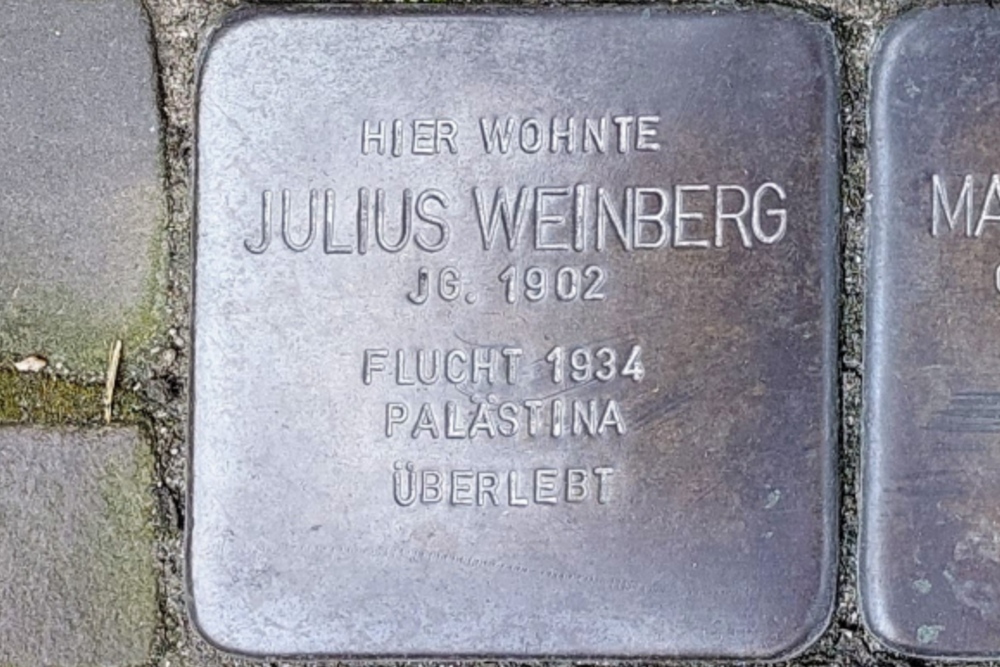 HIER WOHNTE
JULIUS WEINBERG
JG. 1902
FLUCHT 1934
PALÄSTINA
ÜBERLEBT